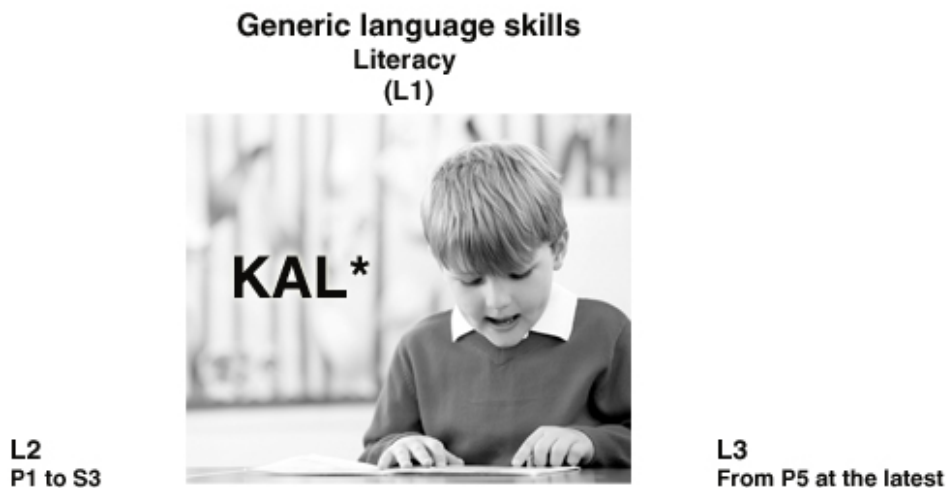 Generic language skills
Literacy
(L1)
KAL*
L2
P1 to S3
L3
From P5 at the latest